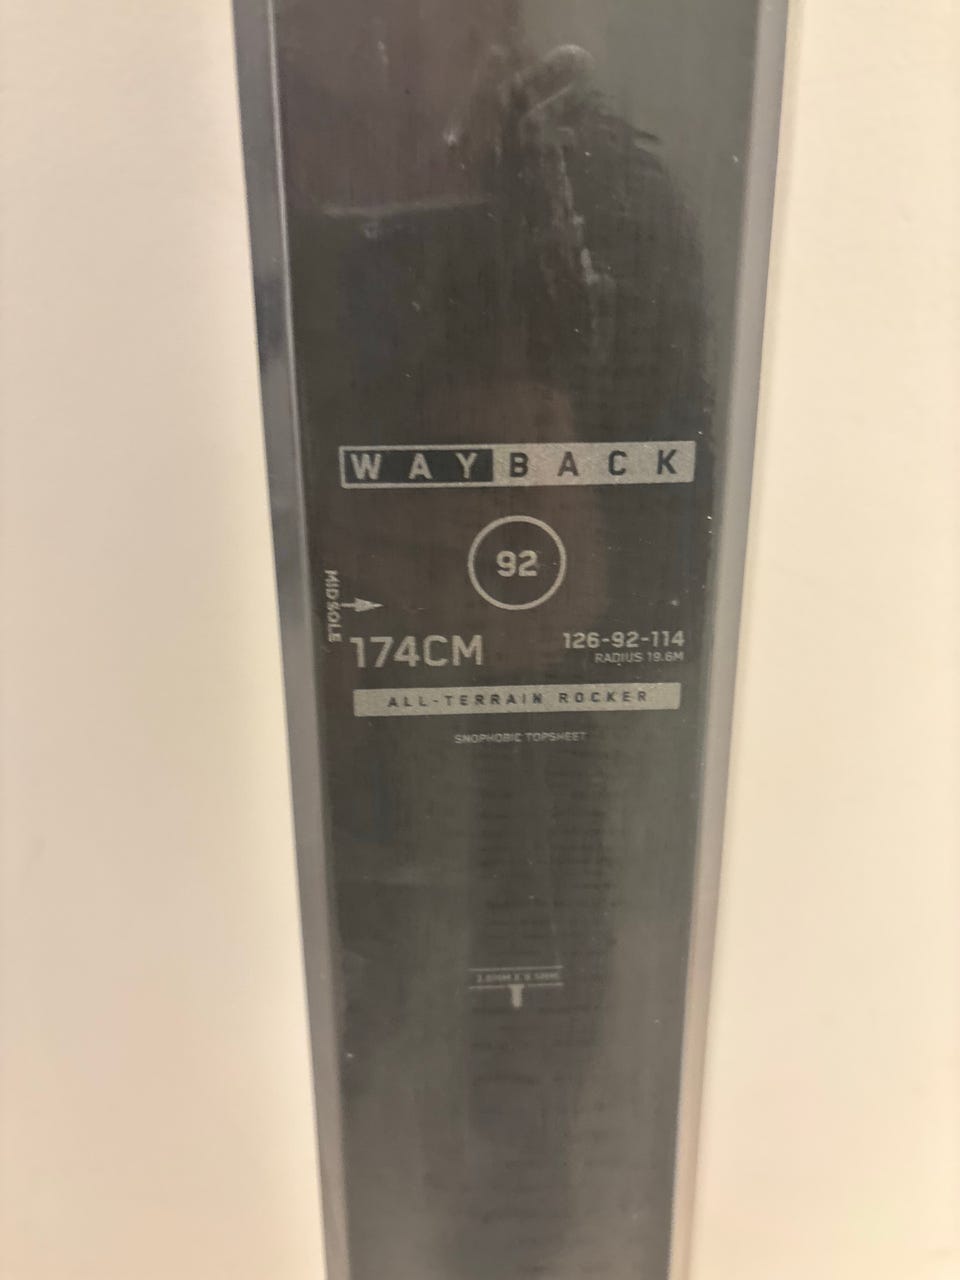 WAYBACK
92
MIDSOLE
174CM
126-92-114
RADIUS 19.6M
ALL-TERRAIN ROCKER
SNOPHOBIC TOPSHEET